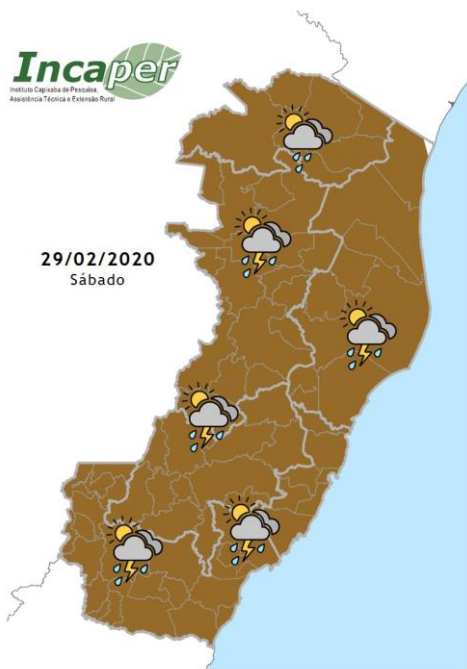 Incaper
Instituto Capixaba de Pesquisa,
Assistência Técnica e Extensão Rural
29/02/2020
Sábado